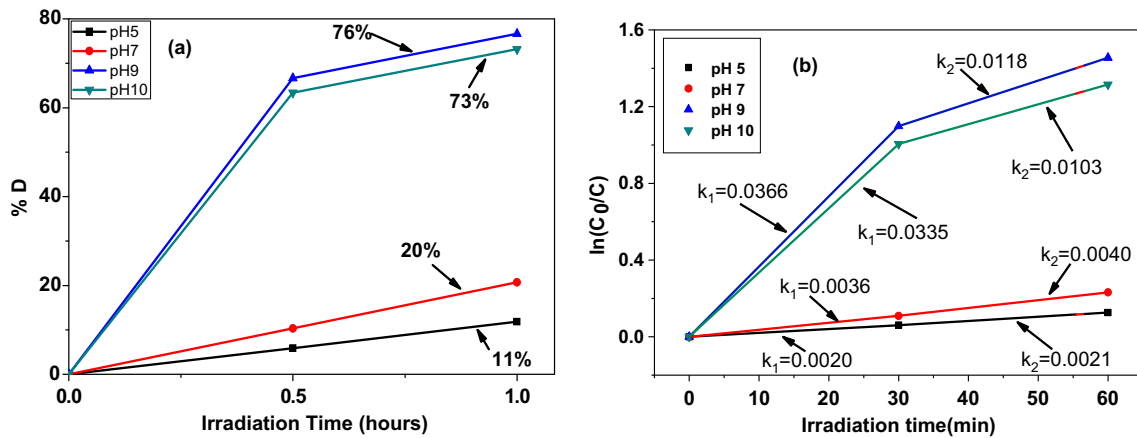 (a)
pH5
pH7
pH9
pH10
80
60
40
20
0
% D
76%
73%
20%
11%
0.0
0.5
1.0
Irradiation Time (hours)
(b)
pH 5
pH 7
pH 9
pH 10
1.6
1.2
0.8
0.4
0.0
ln(C₀/C)
k₂=0.0118
k₂=0.0103
k₁=0.0366
k₁=0.0335
k₂=0.0040
k₁=0.0036
k₁=0.0020
k₂=0.0021
0
10
20
30
40
50
60
Irradiation time(min)